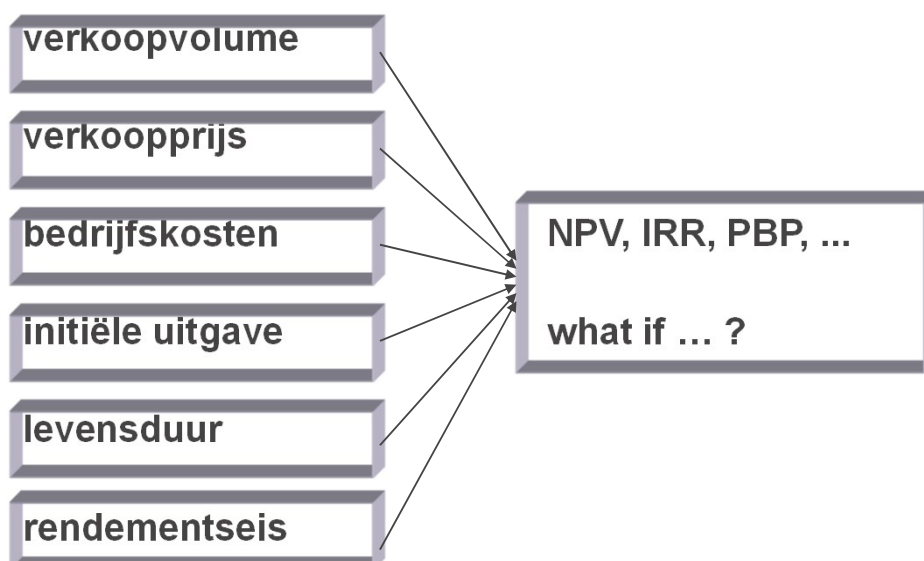 verkoopvolume
verkoopprijs
bedrijfskosten
initiële uitgave
levensduur
rendementseis
NPV, IRR, PBP, ...
what if ... ?